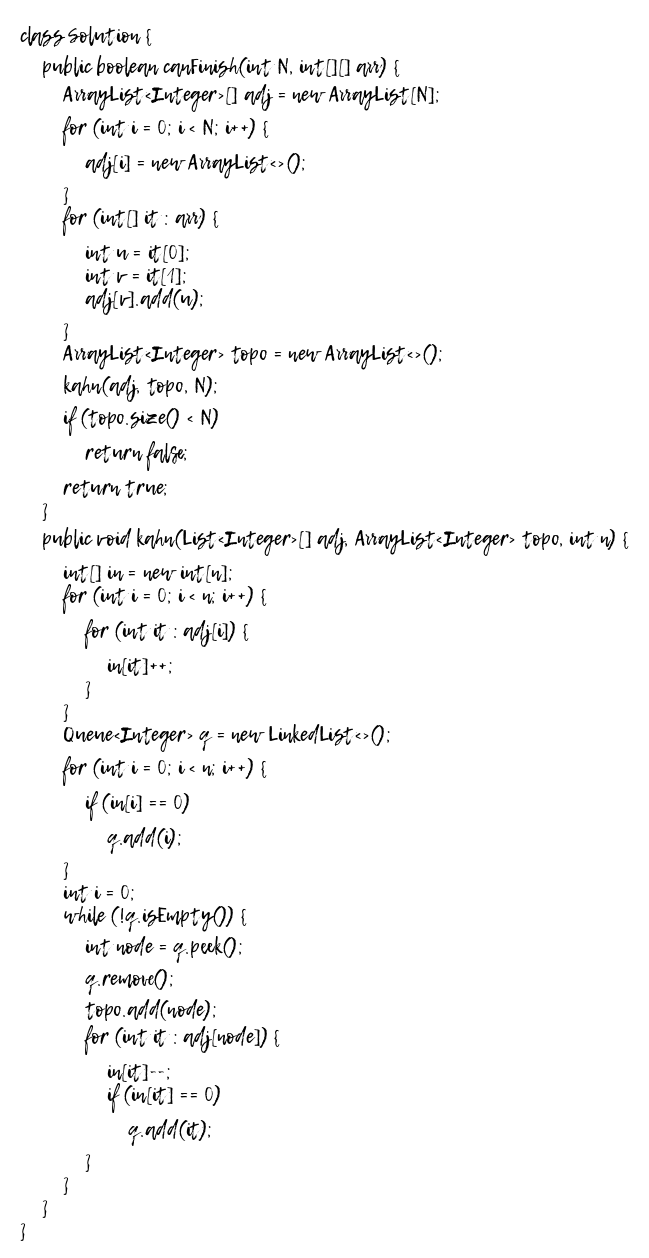 class Solution {
    public boolean canFinish(int N, int[][] arr) {
        ArrayList<Integer>[] adj = new ArrayList[N];
        for (int i = 0; i < N; i++) {
            adj[i] = new ArrayList<>();
        }
        for (int[] it : arr) {
            int u = it[0];
            int v = it[1];
            adj[v].add(u);
        }
        ArrayList<Integer> topo = new ArrayList<>();
        kahn(adj, topo, N);
        if (topo.size() < N)
            return false;
        return true;
    }
    public void kahn(List<Integer>[] adj, ArrayList<Integer> topo, int n) {
        int[] in = new int[n];
        for (int i = 0; i < n; i++) {
            for (int it : adj[i]) {
                in[it]++;
            }
        }
        Queue<Integer> q = new LinkedList<>();
        for (int i = 0; i < n; i++) {
            if (in[i] == 0)
                q.add(i);
        }
        int i = 0;
        while (!q.isEmpty()) {
            int node = q.peek();
            q.remove();
            topo.add(node);
            for (int it : adj[node]) {
                in[it]--;
                if (in[it] == 0)
                    q.add(it);
            }
        }
    }
}